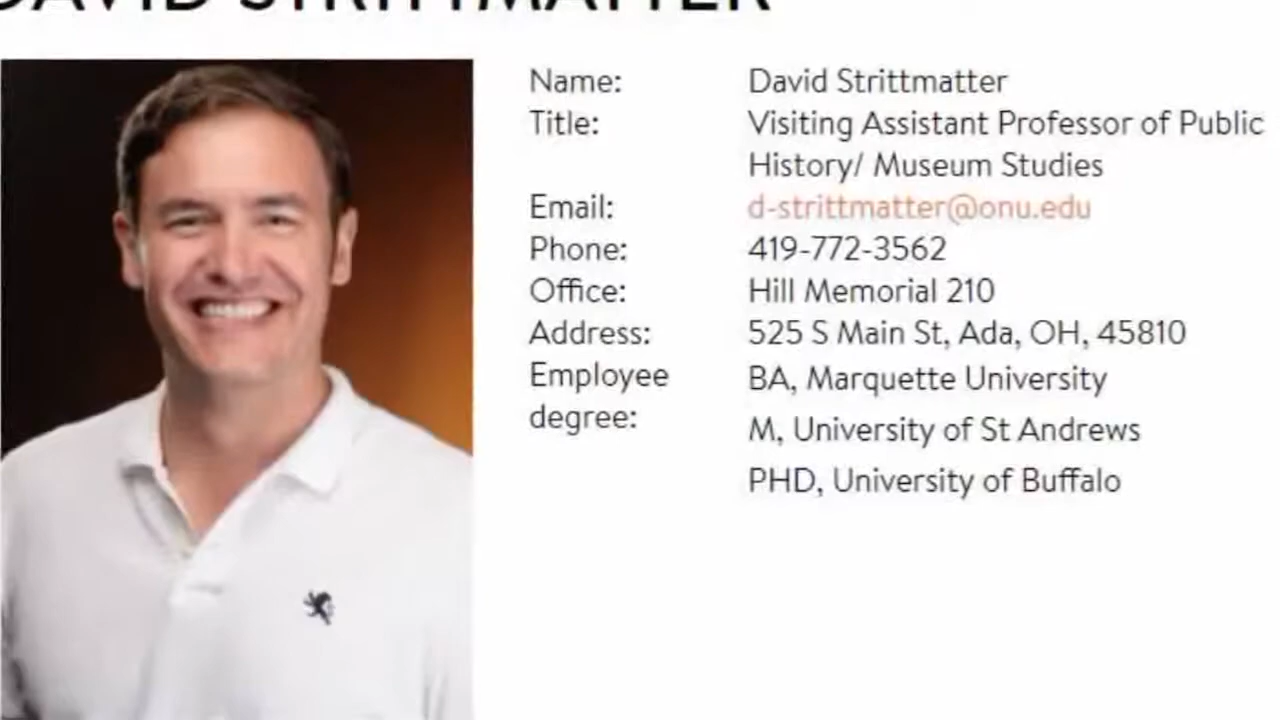 DAVID STRITTMATTER
Name: David Strittmatter
Title: Visiting Assistant Professor of Public
History/ Museum Studies
Email: d-strittmatter@onu.edu
Phone: 419-772-3562
Office: Hill Memorial 210
Address: 525 S Main St, Ada, OH, 45810
Employee BA, Marquette University
degree: M, University of St Andrews
PHD, University of Buffalo